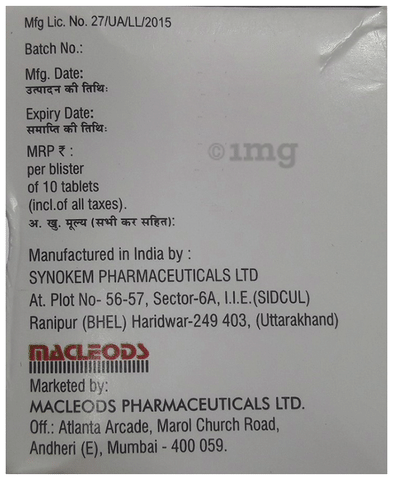 Mfg Lic. No. 27/UA/LL/2015
Batch No.:
Mfg. Date:
उत्पादन की तिथिः
Expiry Date:
समाप्ति की तिथिः
MRP ₹ :
per blister
of 10 tablets
(incl.of all taxes).
अ. खु. मूल्य (सभी कर सहित):
©1mg
Manufactured in India by :
SYNOKEM PHARMACEUTICALS LTD
At. Plot No- 56-57, Sector-6A, I.I.E.(SIDCUL)
Ranipur (BHEL) Haridwar-249 403, (Uttarakhand)
MACLEODS
Marketed by:
MACLEODS PHARMACEUTICALS LTD.
Off.: Atlanta Arcade, Marol Church Road,
Andheri (E), Mumbai - 400 059.